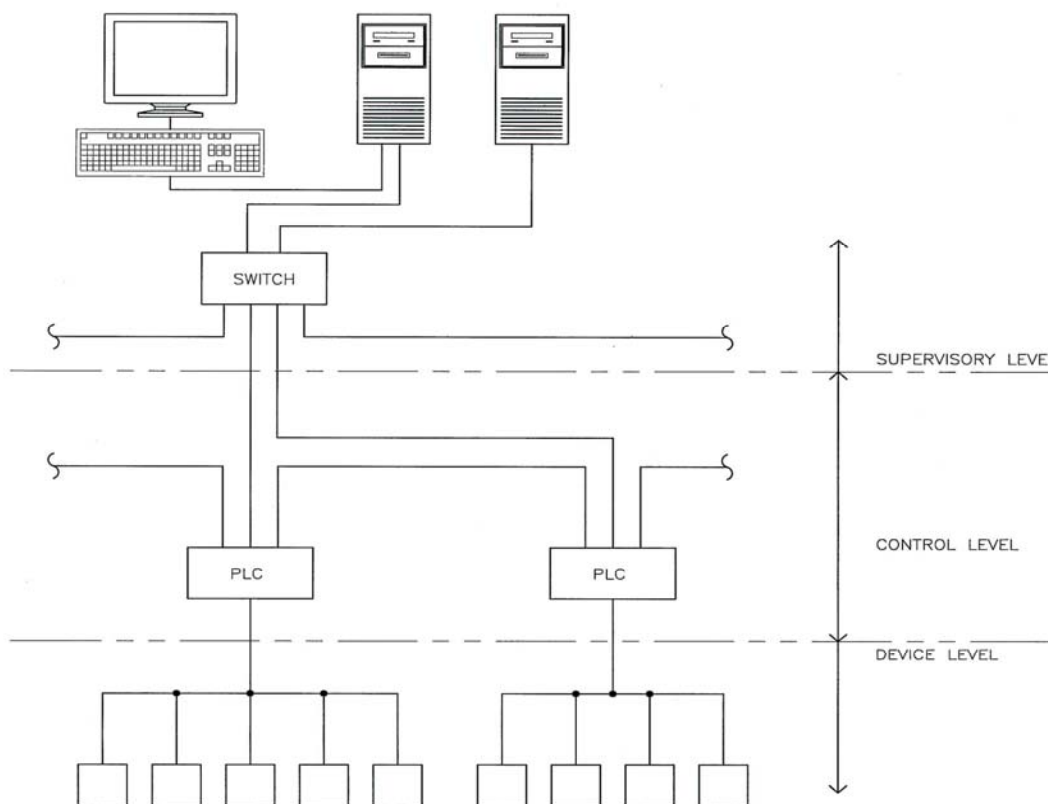 SWITCH
SUPERVISORY LEVE
PLC
PLC
CONTROL LEVEL
DEVICE LEVEL